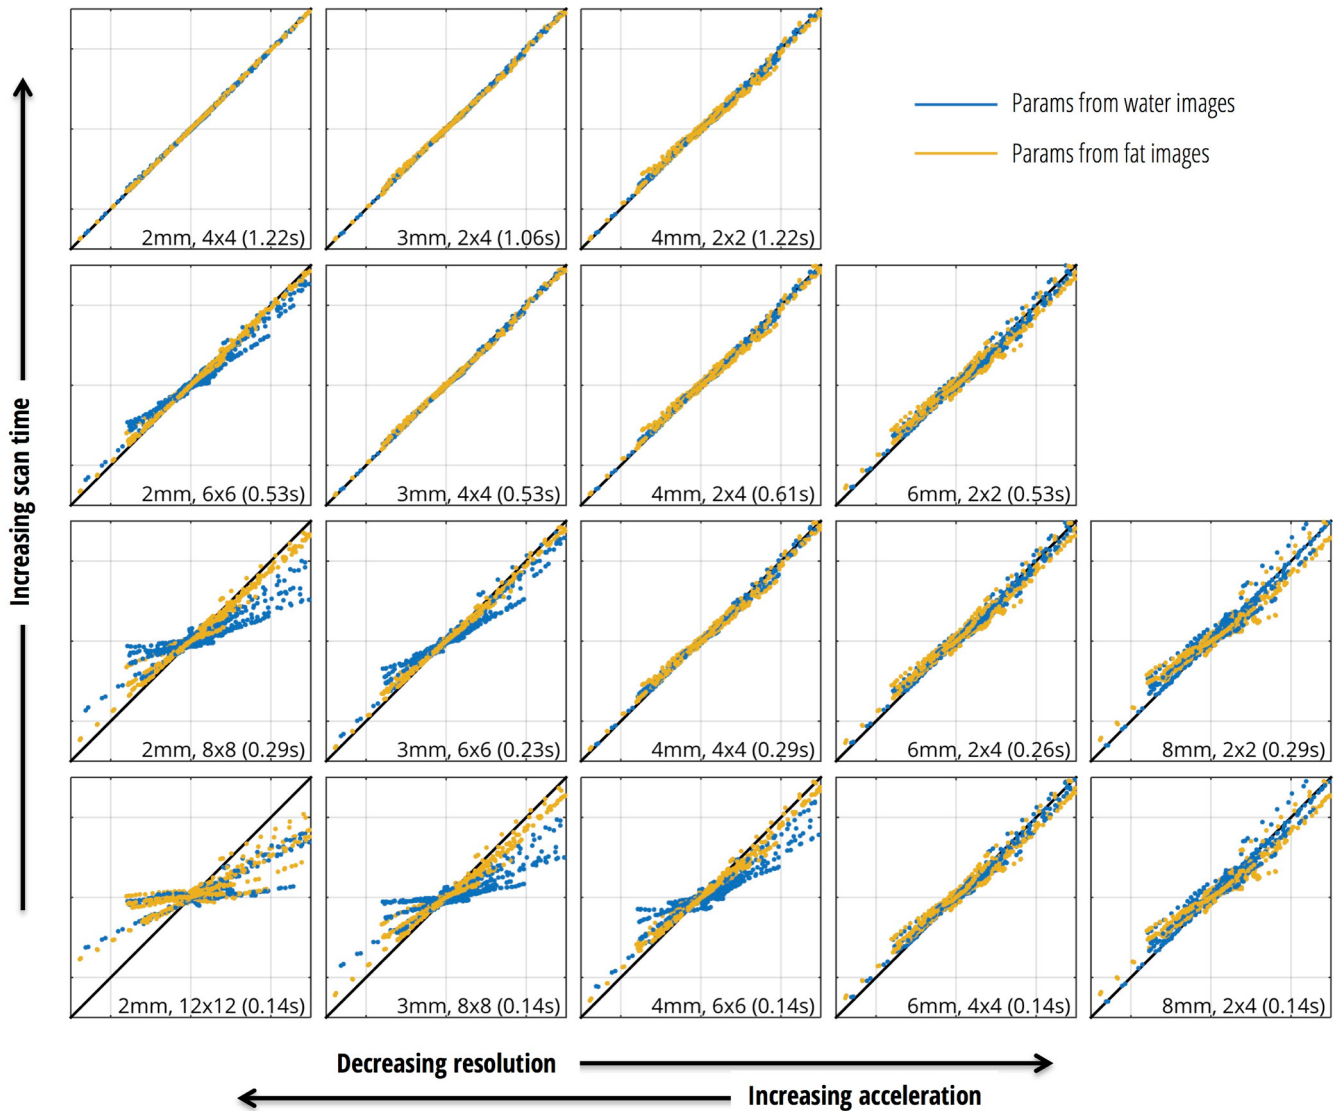 Params from water images
Params from fat images
2mm, 4x4 (1.22s)
3mm, 2x4 (1.06s)
4mm, 2x2 (1.22s)
2mm, 6x6 (0.53s)
3mm, 4x4 (0.53s)
4mm, 2x4 (0.61s)
6mm, 2x2 (0.53s)
Increasing scan time
2mm, 8x8 (0.29s)
3mm, 6x6 (0.23s)
4mm, 4x4 (0.29s)
6mm, 2x4 (0.26s)
8mm, 2x2 (0.29s)
2mm, 12x12 (0.14s)
3mm, 8x8 (0.14s)
4mm, 6x6 (0.14s)
6mm, 4x4 (0.14s)
8mm, 2x4 (0.14s)
Decreasing resolution
Increasing acceleration